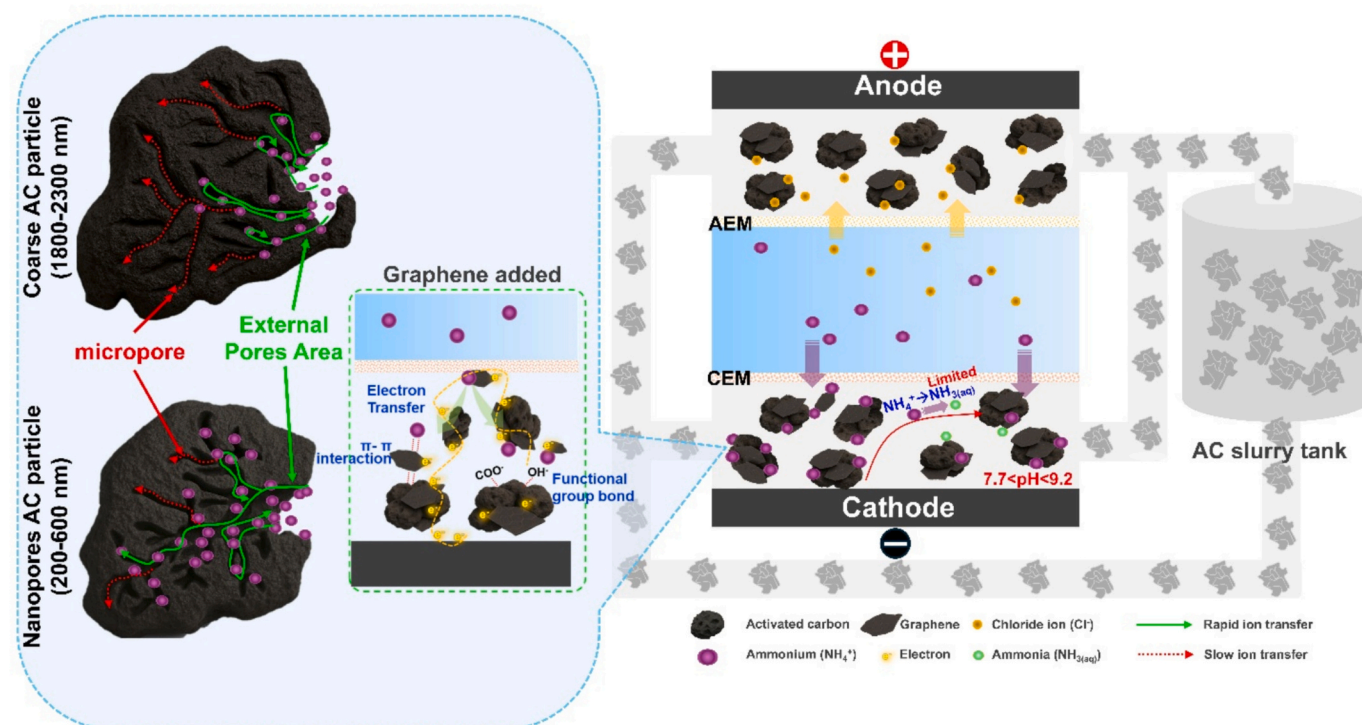 Coarse AC particle
(1800-2300 nm)
micropore
External
Pores Area
Nanopores AC particle
(200-600 nm)
Graphene added
Electron
Transfer
π- π
interaction
COO⁻
OH⁻
Functional
group bond
+
Anode
AEM
CEM
Limited
NH₄⁺→NH₃(aq)
7.7<pH<9.2
Cathode
−
AC slurry tank
Activated carbon
Graphene
Chloride ion (Cl⁻)
Rapid ion transfer
Ammonium (NH₄⁺)
Electron
Ammonia (NH₃(aq))
Slow ion transfer